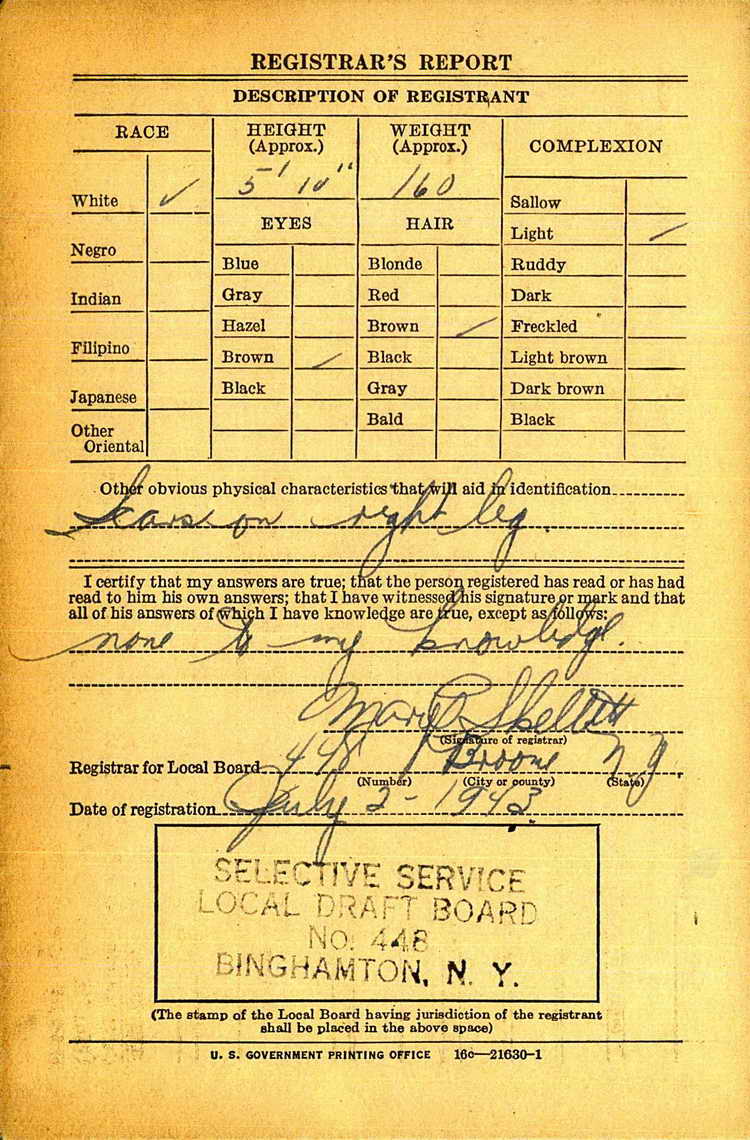 REGISTRAR'S REPORT
DESCRIPTION OF REGISTRANT
RACE
HEIGHT
(Approx.)
WEIGHT
(Approx.)
COMPLEXION
5' 10"
160
White ✓
EYES
HAIR
Sallow
Light ✓
Negro
Blue
Blonde
Ruddy
Indian
Gray
Red
Dark
Hazel
Brown ✓
Freckled
Filipino
Brown ✓
Black
Light brown
Japanese
Black
Gray
Dark brown
Other
Oriental
Bald
Black
Other obvious physical characteristics that will aid in identification
Scars on right leg.
I certify that my answers are true; that the person registered has read or has had
read to him his own answers; that I have witnessed his signature or mark and that
all of his answers of which I have knowledge are true, except as follows:
none to my knowledge.
Mary
(Signature of registrar)
Registrar for Local Board 448 Broome N.Y.
(Number) (City or county) (State)
Date of registration July 2 - 1943
SELECTIVE SERVICE
LOCAL DRAFT BOARD
NO. 448
BINGHAMTON, N. Y.
(The stamp of the Local Board having jurisdiction of the registrant
shall be placed in the above space)
U. S. GOVERNMENT PRINTING OFFICE 16c—21630-1